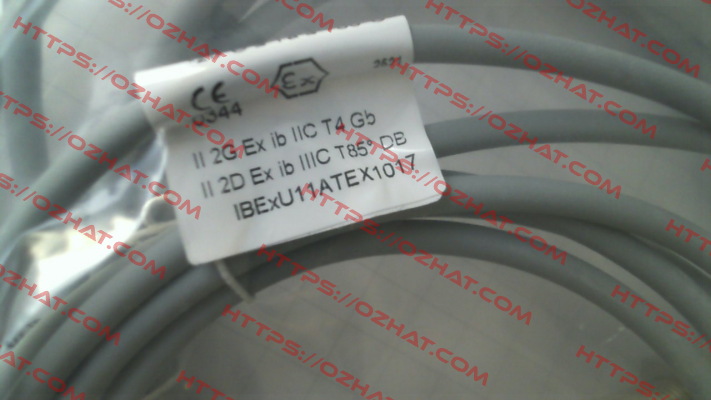 CE
0344
Ex
II 2G Ex ib IIC T4 Gb
II 2D Ex ib IIIC T85° DB
IBExU11ATEX1017
HTTPS://OZHAT.COM